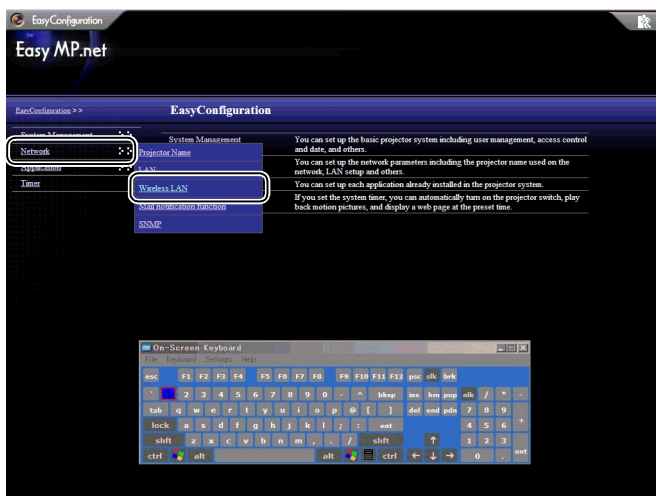 EasyConfiguration
Easy MP.net
EasyConfiguration >>
EasyConfiguration
System Management
Network
Application
Timer
System Management
Projector Name
LAN
Wireless LAN
Mail notification function
SNMP
You can set up the basic projector system including user management, access control
and date, and others.
You can set up the network parameters including the projector name used on the
network, LAN setup and others.
You can set up each application already installed in the projector system.
If you set the system timer, you can automatically turn on the projector switch, play
back motion pictures, and display a web page at the preset time.
On-Screen Keyboard
File Keyboard Settings Help
esc F1 F2 F3 F4 F5 F6 F7 F8 F9 F10 F11 F12 psc slk brk
` 1 2 3 4 5 6 7 8 9 0 - ^ bksp ins hm pup nlk / * -
tab q w e r t y u i o p @ [ ] del end pdn 7 8 9
lock a s d f g h j k l ; : ent 4 5 6 +
shft z x c v b n m , . / shft ↑ 1 2 3
ctrl alt alt ctrl ← ↓ → 0 . ent